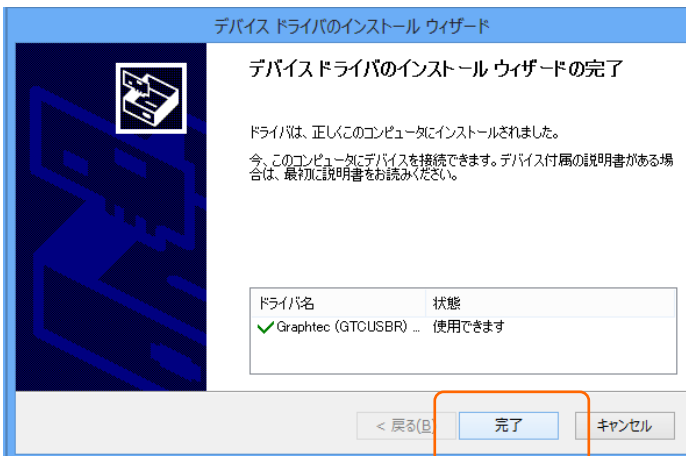 デバイス ドライバのインストール ウィザード
デバイス ドライバのインストール ウィザードの完了
ドライバは、正しくこのコンピュータにインストールされました。
今、このコンピュータにデバイスを接続できます。デバイス付属の説明書がある場
合は、最初に説明書をお読みください。
ドライバ名 状態
Graphtec (GTCUSBR) ... 使用できます
< 戻る(B) 完了 キャンセル